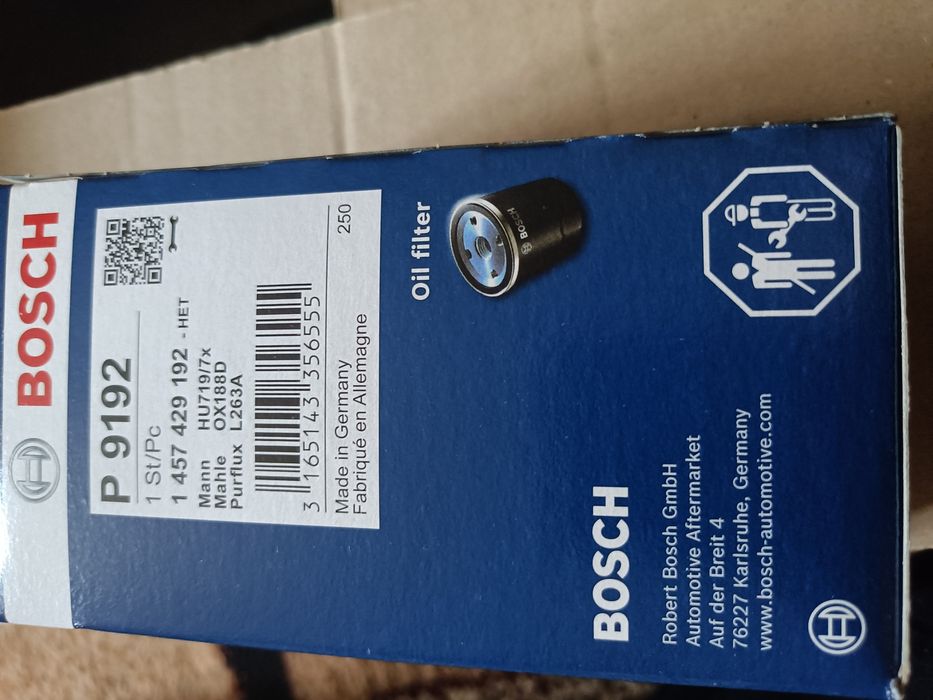 BOSCH
P 9192
1 St/Pc
1 457 429 192 - HET
Mann HU719/7x
Mahle OX188D
Purflux L263A
3 165143 356555
Made in Germany 250
Fabriqué en Allemagne
Oil filter
BOSCH
BOSCH
Robert Bosch GmbH
Automotive Aftermarket
Auf der Breit 4
76227 Karlsruhe, Germany
www.bosch-automotive.com